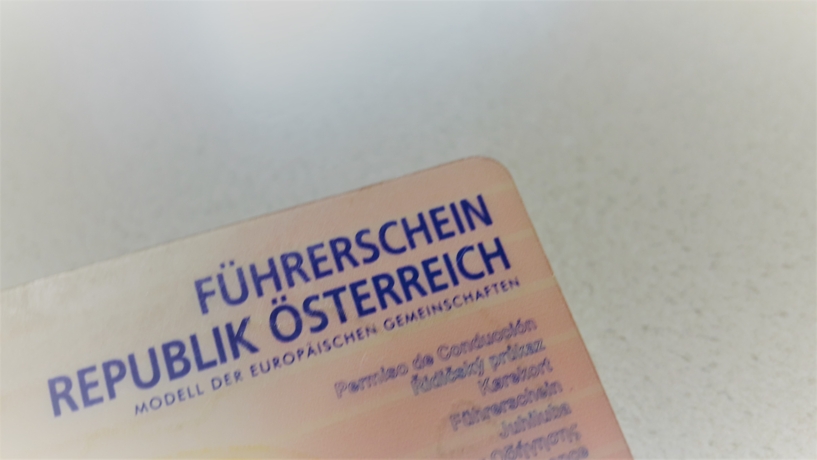 FÜHRERSCHEIN
REPUBLIK ÖSTERREICH
MODELL DER EUROPÄISCHEN GEMEINSCHAFTEN
Permiso de Conducción
Řidičský průkaz
Kørekort
Führerschein
Juhiluba